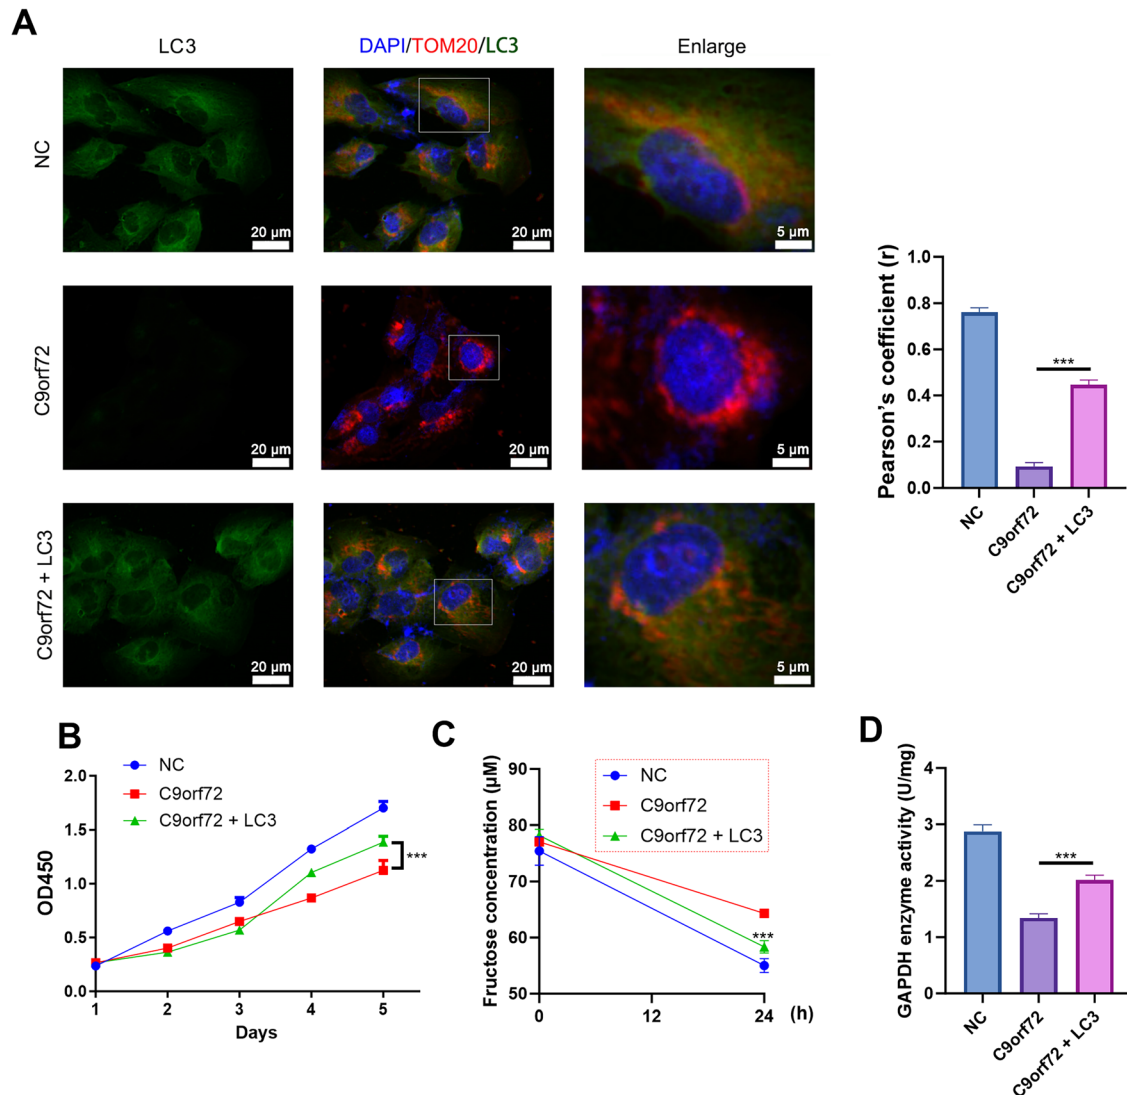 A
LC3
DAPI/TOM20/LC3
Enlarge
NC
20 µm
20 µm
5 µm
C9orf72
20 µm
20 µm
5 µm
C9orf72 + LC3
20 µm
20 µm
5 µm
Pearson's coefficient (r)
1.0
0.8
0.6
0.4
0.2
0.0
***
NC
C9orf72
C9orf72 + LC3
B
NC
C9orf72
C9orf72 + LC3
OD450
2.0
1.5
1.0
0.5
0.0
***
1 2 3 4 5
Days
C
NC
C9orf72
C9orf72 + LC3
Fructose concentration (µM)
90
80
70
60
50
***
0 12 24 (h)
D
GAPDH enzyme activity (U/mg)
4
3
2
1
0
***
NC
C9orf72
C9orf72 + LC3